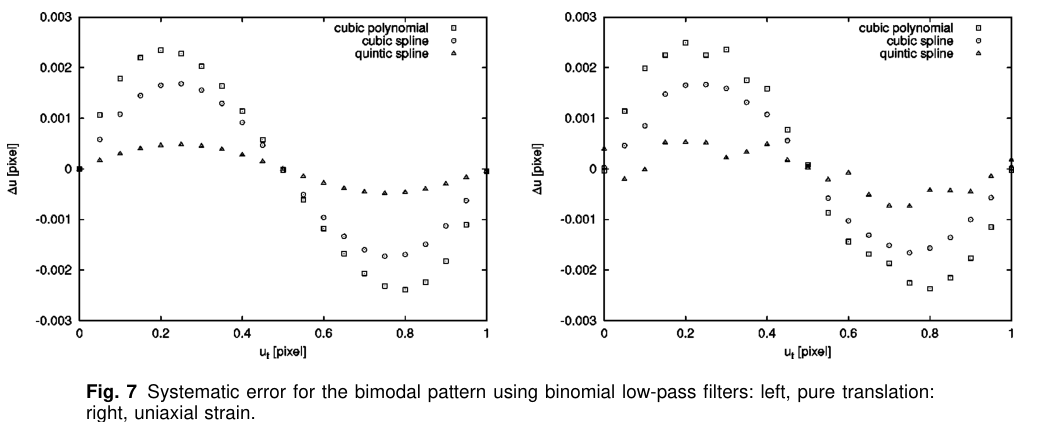 0.003
0.002
0.001
0
-0.001
-0.002
-0.003
Δu [pixel]
cubic polynomial
cubic spline
quintic spline
0 0.2 0.4 0.6 0.8 1
ut [pixel]
0.003
0.002
0.001
0
-0.001
-0.002
-0.003
Δu [pixel]
cubic polynomial
cubic spline
quintic spline
0 0.2 0.4 0.6 0.8 1
ut [pixel]
Fig. 7 Systematic error for the bimodal pattern using binomial low-pass filters: left, pure translation:
right, uniaxial strain.